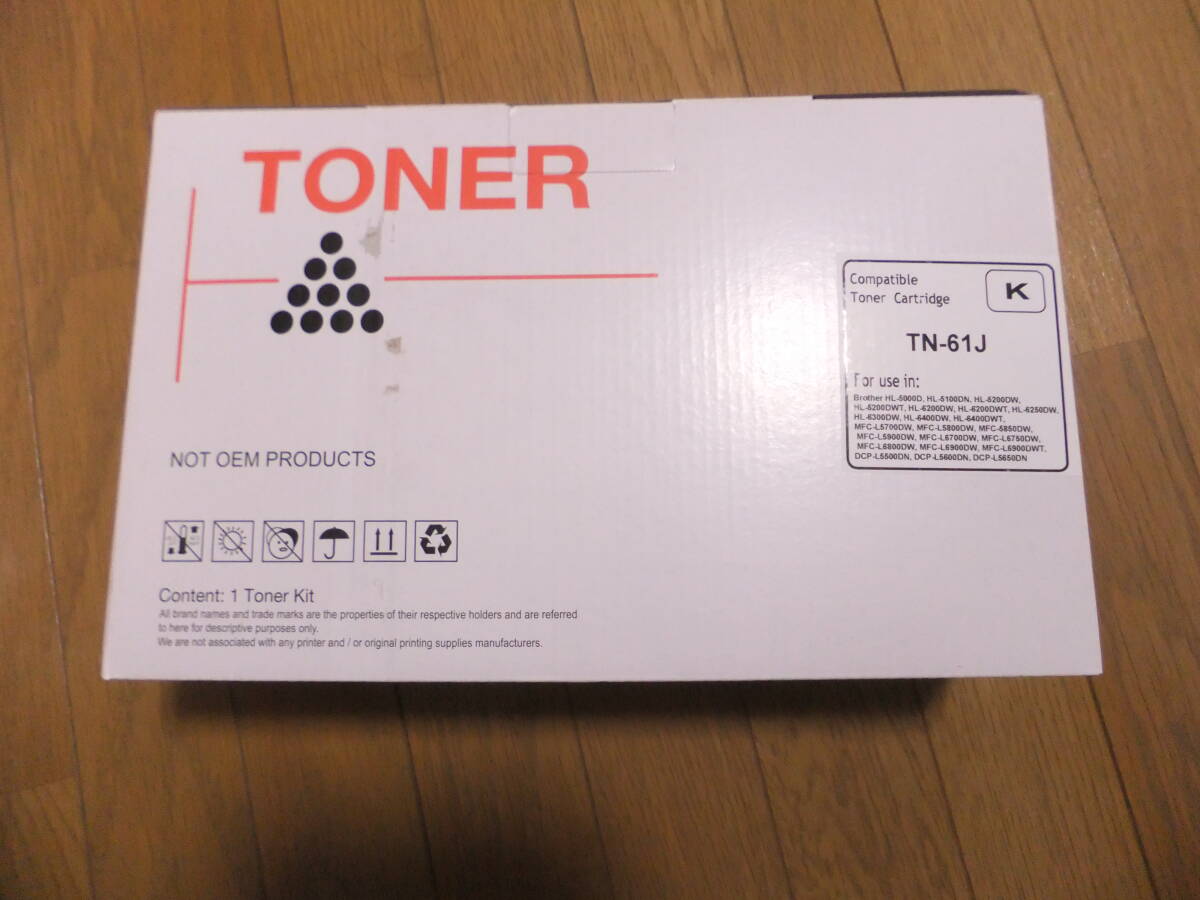 TONER
Compatible
Toner Cartridge
K
TN-61J
For use in:
Brother HL-5000D, HL-5100DN, HL-5200DW,
HL-5200DWT, HL-6200DW, HL-6200DWT, HL-6250DW,
HL-6300DW, HL-6400DW, HL-6400DWT,
MFC-L5700DW, MFC-L5800DW, MFC-5850DW,
MFC-L5900DW, MFC-L6700DW, MFC-L6750DW,
MFC-L6800DW, MFC-L6900DW, MFC-L6900DWT,
DCP-L5500DN, DCP-L5600DN, DCP-L5650DN
NOT OEM PRODUCTS
Content: 1 Toner Kit
All brand names and trade marks are the properties of their respective holders and are referred
to here for descriptive purposes only.
We are not associated with any printer and / or original printing supplies manufacturers.